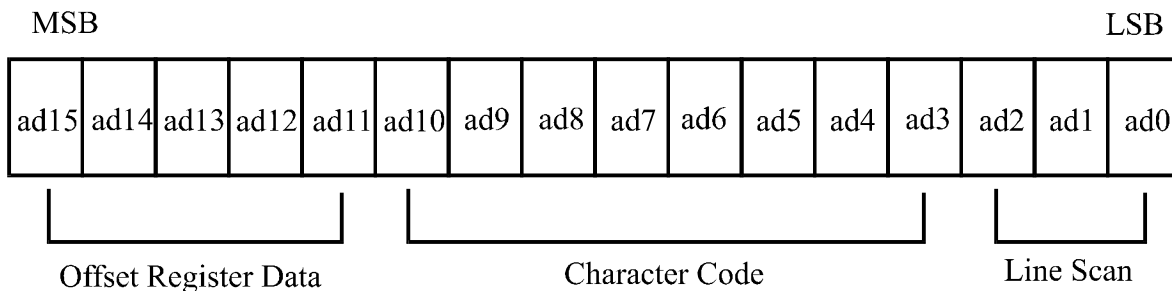 MSB LSB
ad15 ad14 ad13 ad12 ad11 ad10 ad9 ad8 ad7 ad6 ad5 ad4 ad3 ad2 ad1 ad0
Offset Register Data Character Code Line Scan